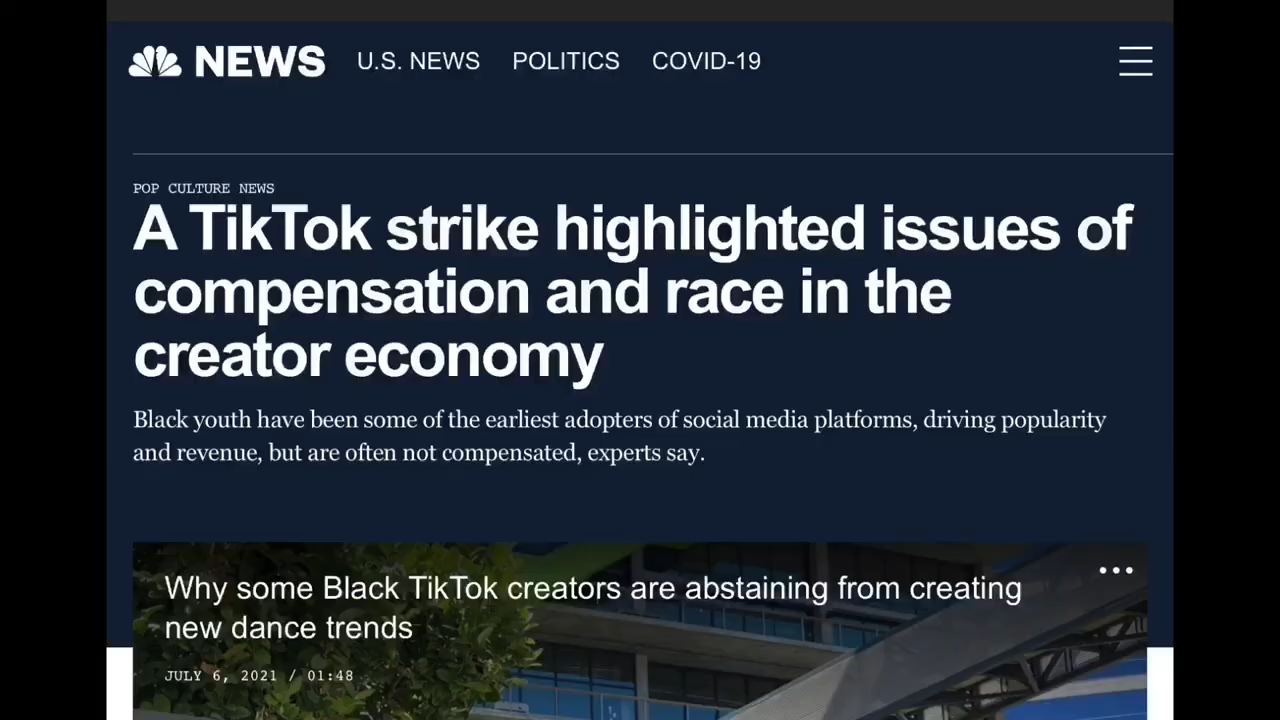 NEWS U.S. NEWS POLITICS COVID-19
POP CULTURE NEWS
A TikTok strike highlighted issues of
compensation and race in the
creator economy
Black youth have been some of the earliest adopters of social media platforms, driving popularity
and revenue, but are often not compensated, experts say.
Why some Black TikTok creators are abstaining from creating
new dance trends
JULY 6, 2021 / 01:48